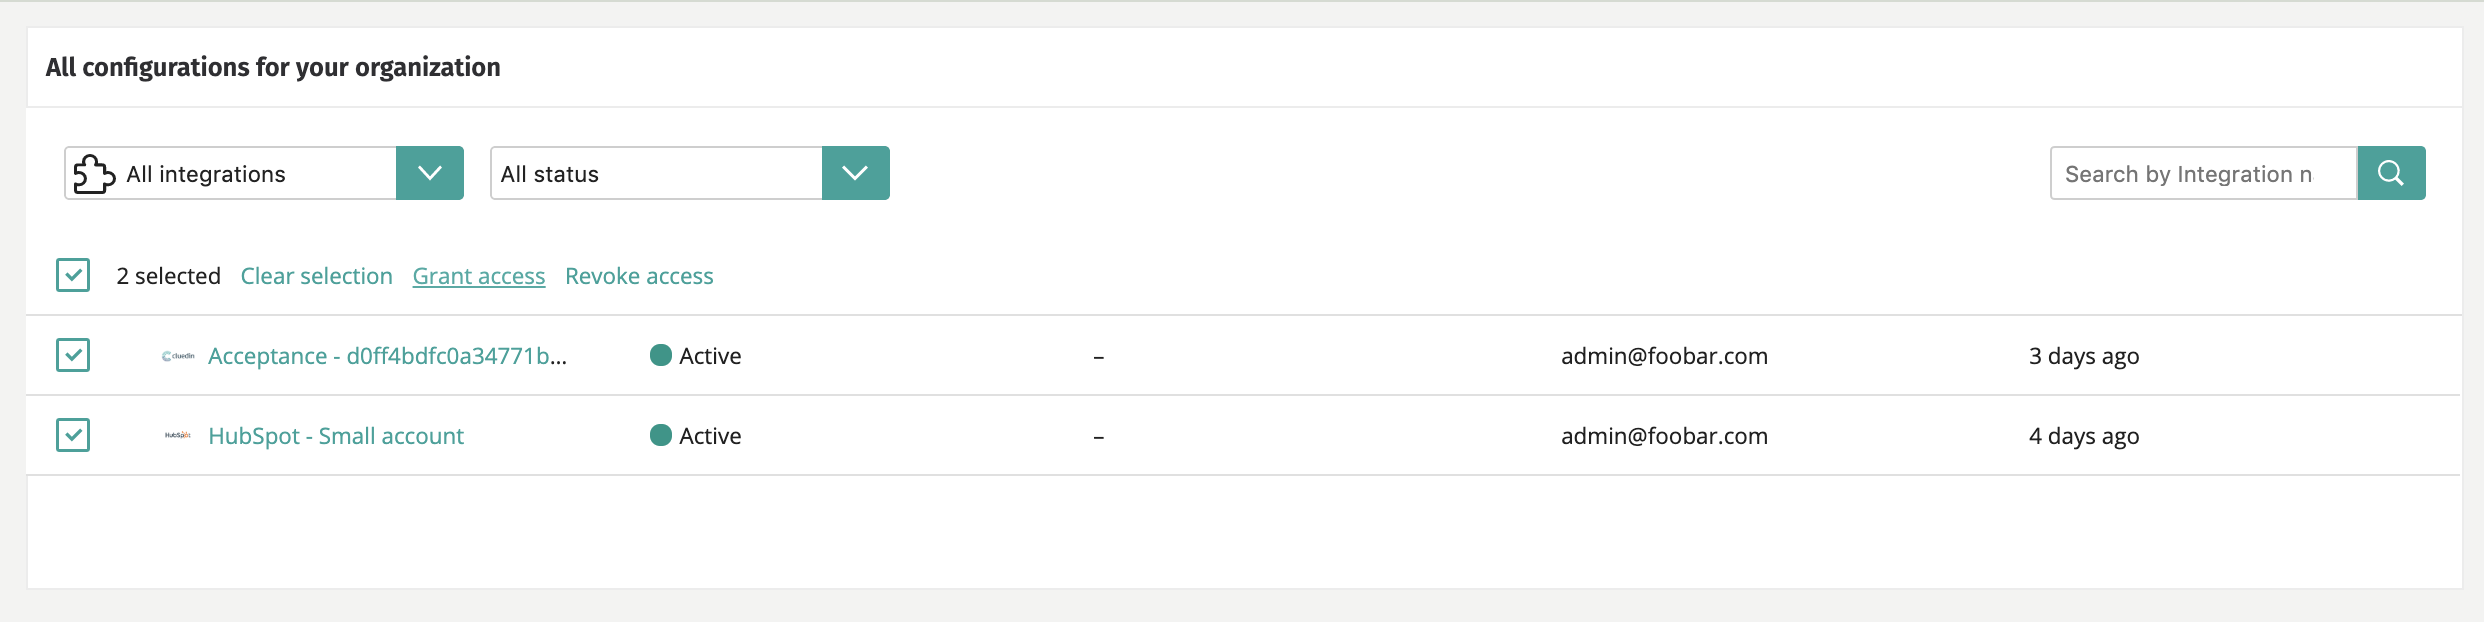 All configurations for your organization
All integrations All status Search by Integration n
2 selected Clear selection Grant access Revoke access
cluedin Acceptance - d0ff4bdfc0a34771b... Active – admin@foobar.com 3 days ago
HubSpot HubSpot - Small account Active – admin@foobar.com 4 days ago